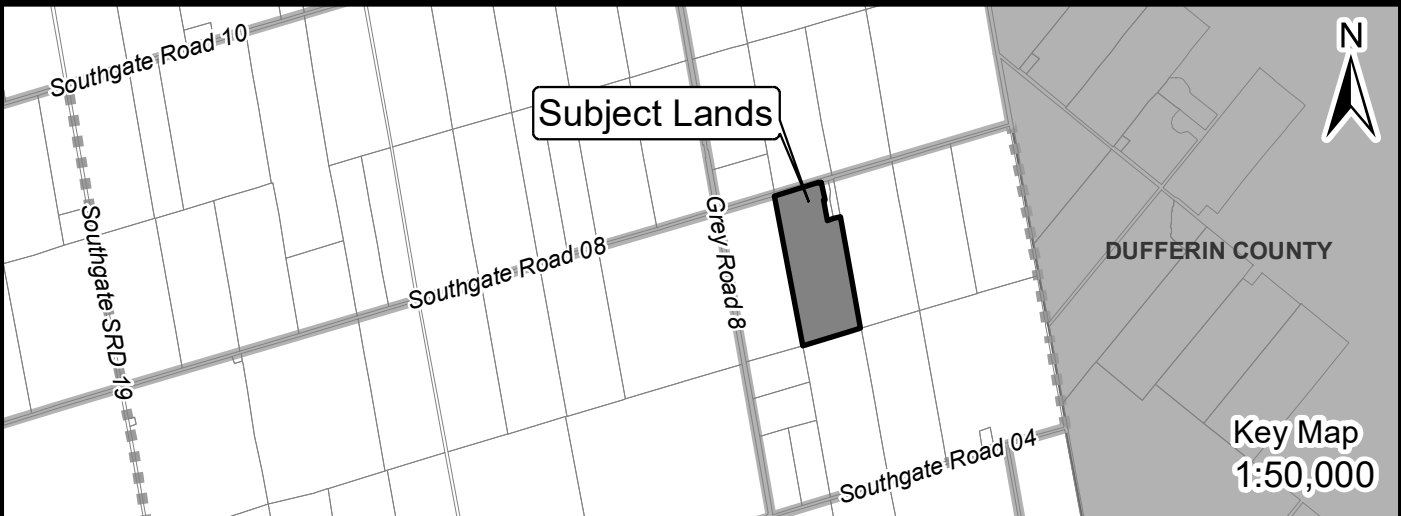 Southgate Road 10
N
Subject Lands
Southgate SRD 19
Grey Road 8
DUFFERIN COUNTY
Southgate Road 08
Key Map
1:50,000
Southgate Road 04